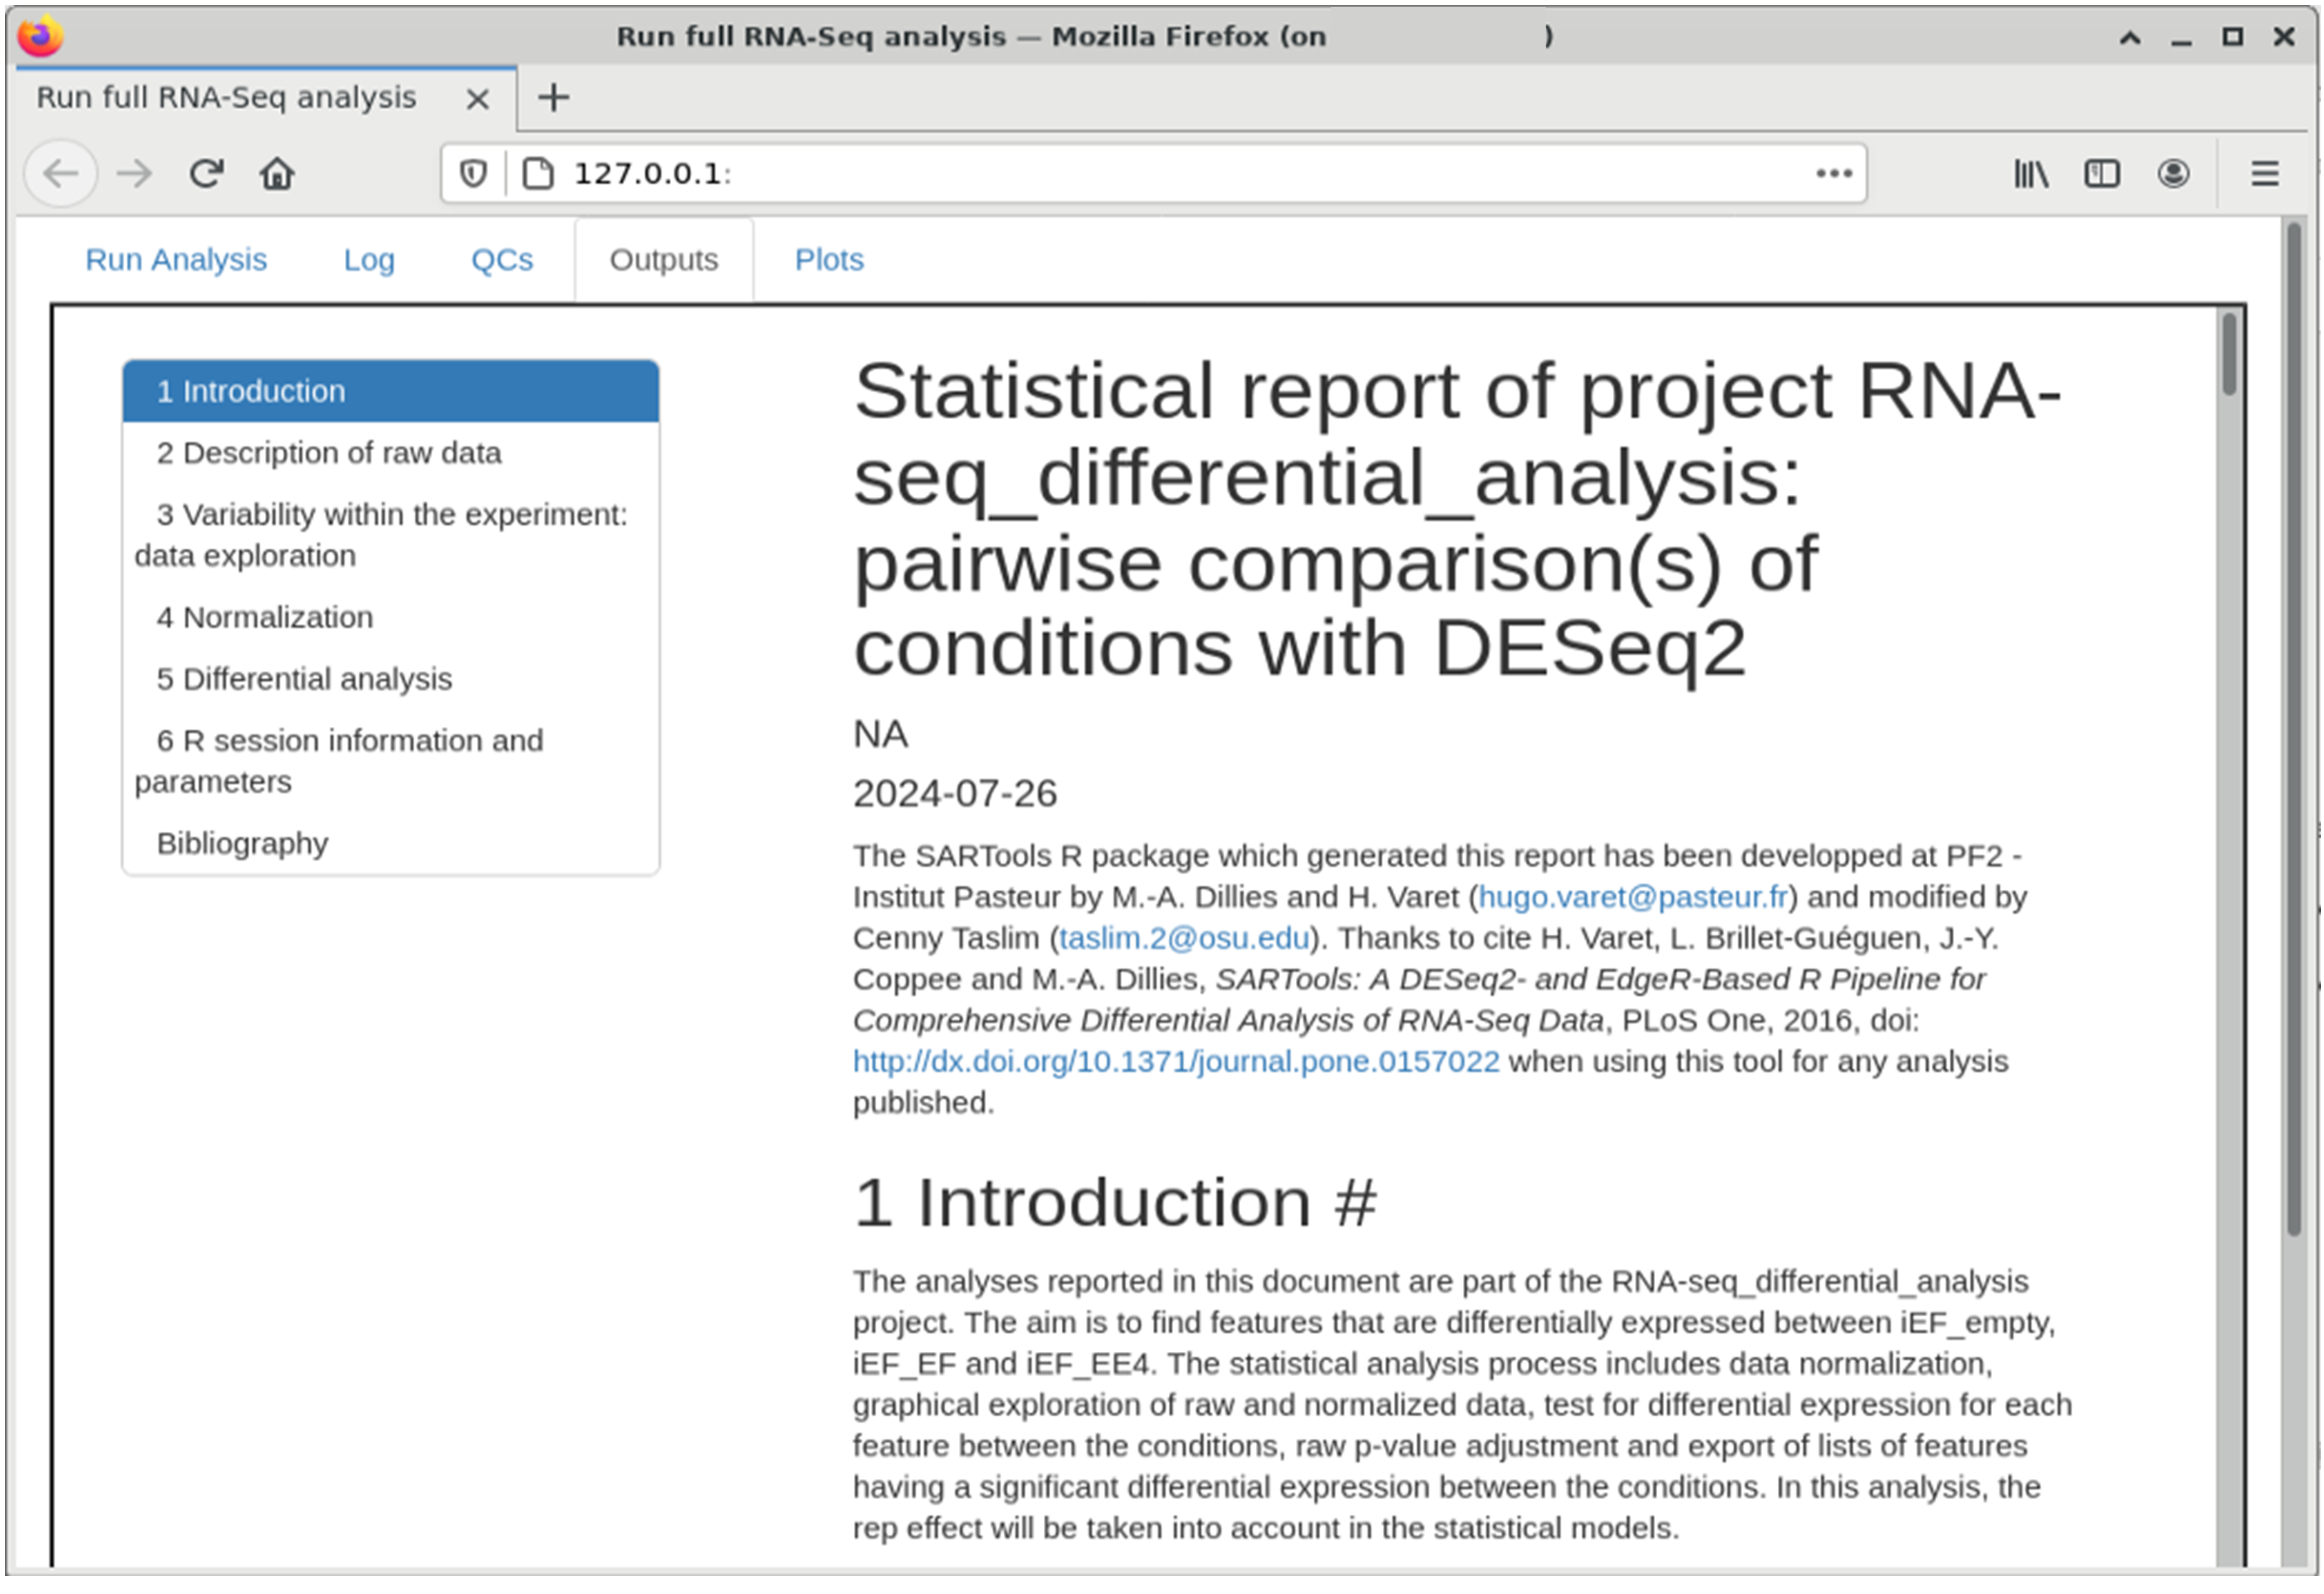 Run full RNA-Seq analysis — Mozilla Firefox (on )
Run full RNA-Seq analysis
127.0.0.1:
Run Analysis Log QCs Outputs Plots
1 Introduction
2 Description of raw data
3 Variability within the experiment:
data exploration
4 Normalization
5 Differential analysis
6 R session information and
parameters
Bibliography
Statistical report of project RNA-
seq_differential_analysis:
pairwise comparison(s) of
conditions with DESeq2
NA
2024-07-26
The SARTools R package which generated this report has been developped at PF2 -
Institut Pasteur by M.-A. Dillies and H. Varet (hugo.varet@pasteur.fr) and modified by
Cenny Taslim (taslim.2@osu.edu). Thanks to cite H. Varet, L. Brillet-Guéguen, J.-Y.
Coppee and M.-A. Dillies, SARTools: A DESeq2- and EdgeR-Based R Pipeline for
Comprehensive Differential Analysis of RNA-Seq Data, PLoS One, 2016, doi:
http://dx.doi.org/10.1371/journal.pone.0157022 when using this tool for any analysis
published.
1 Introduction #
The analyses reported in this document are part of the RNA-seq_differential_analysis
project. The aim is to find features that are differentially expressed between iEF_empty,
iEF_EF and iEF_EE4. The statistical analysis process includes data normalization,
graphical exploration of raw and normalized data, test for differential expression for each
feature between the conditions, raw p-value adjustment and export of lists of features
having a significant differential expression between the conditions. In this analysis, the
rep effect will be taken into account in the statistical models.